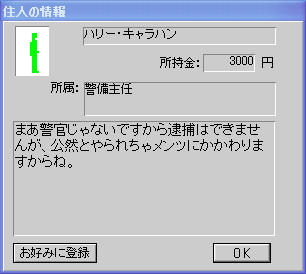 住人の情報
ハリー・キャラハン
所持金: 3000 円
所属: 警備主任
まあ警官じゃないですから逮捕はできませ
んが、公然とやられちゃメンツにかかわりま
すからね。
お好みに登録 OK